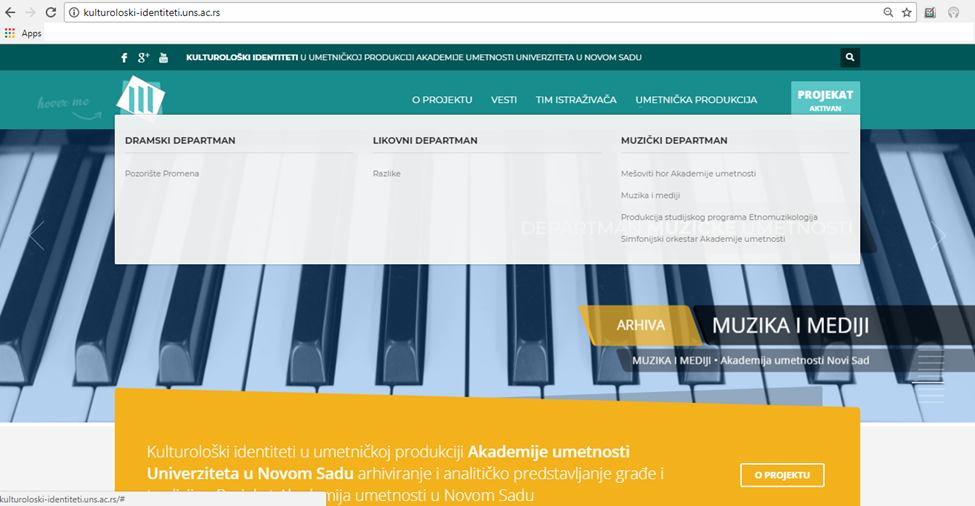 kulturoloski-identiteti.uns.ac.rs
Apps
KULTUROLOŠKI IDENTITETI U UMETNIČKOJ PRODUKCIJI AKADEMIJE UMETNOSTI UNIVERZITETA U NOVOM SADU
hover me
O PROJEKTU VESTI TIM ISTRAŽIVAČA UMETNIČKA PRODUKCIJA
PROJEKAT
AKTIVAN
DRAMSKI DEPARTMAN
Pozorište Promena
LIKOVNI DEPARTMAN
Razlike
MUZIČKI DEPARTMAN
Mešoviti hor Akademije umetnosti
Muzika i mediji
Produkcija studijskog programa Etnomuzikologija
Simfonijski orkestar Akademije umetnosti
DEPARTMAN MUZIČKE UMETNOSTI
ARHIVA MUZIKA I MEDIJI
MUZIKA I MEDIJI • Akademija umetnosti Novi Sad
Kulturološki identiteti u umetničkoj produkciji Akademije umetnosti
Univerziteta u Novom Sadu arhiviranje i analitičko predstavljanje građe i
Akademija umetnosti u Novom Sadu
O PROJEKTU
kulturoloski-identiteti.uns.ac.rs/#